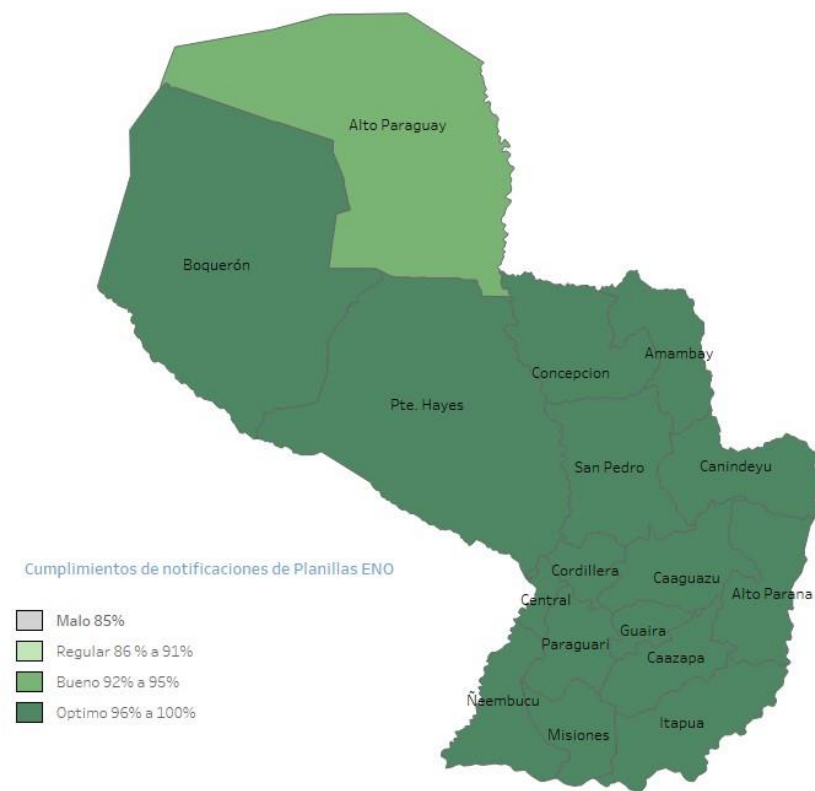 Alto Paraguay
Boquerón
Amambay
Concepcion
Pte. Hayes
San Pedro
Canindeyu
Cumplimientos de notificaciones de Planillas ENO
Cordillera
Caaguazu
Alto Parana
Central
Malo 85%
Guaira
Paraguari
Regular 86 % a 91%
Caazapa
Bueno 92% a 95%
Ñeembucu
Optimo 96% a 100%
Itapua
Misiones